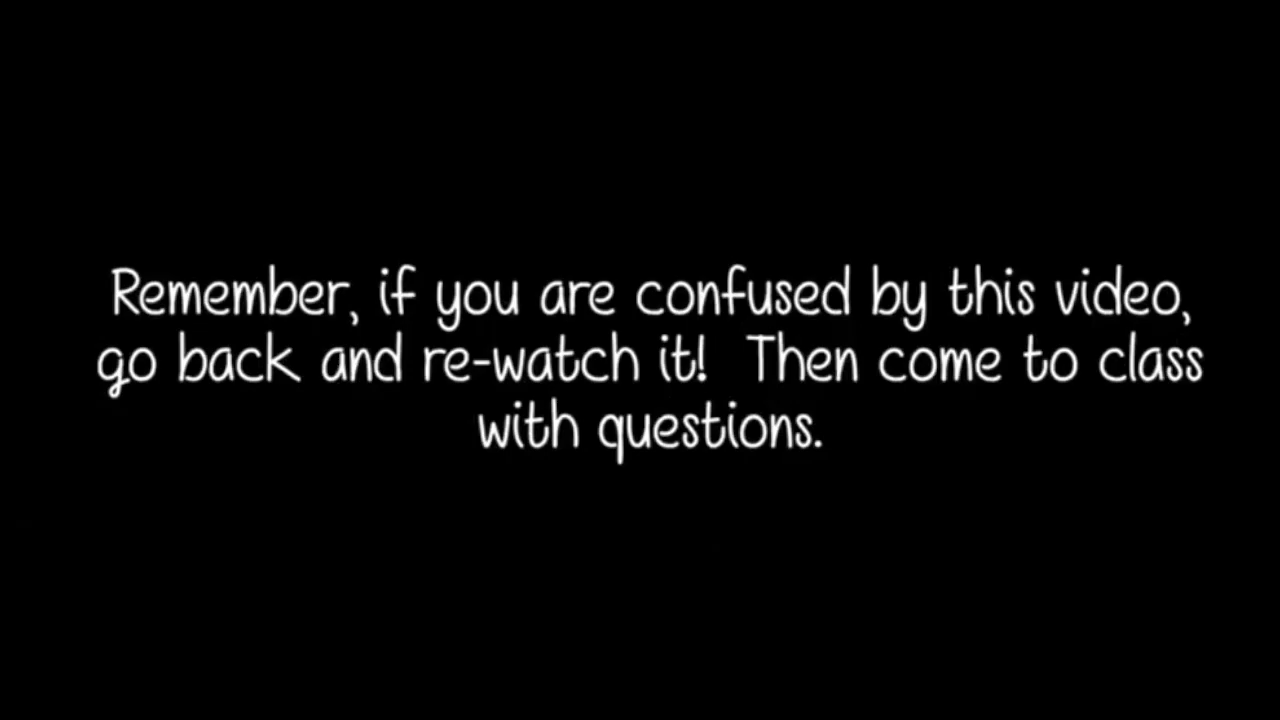 Remember, if you are confused by this video,
go back and re-watch it!  Then come to class
with questions.